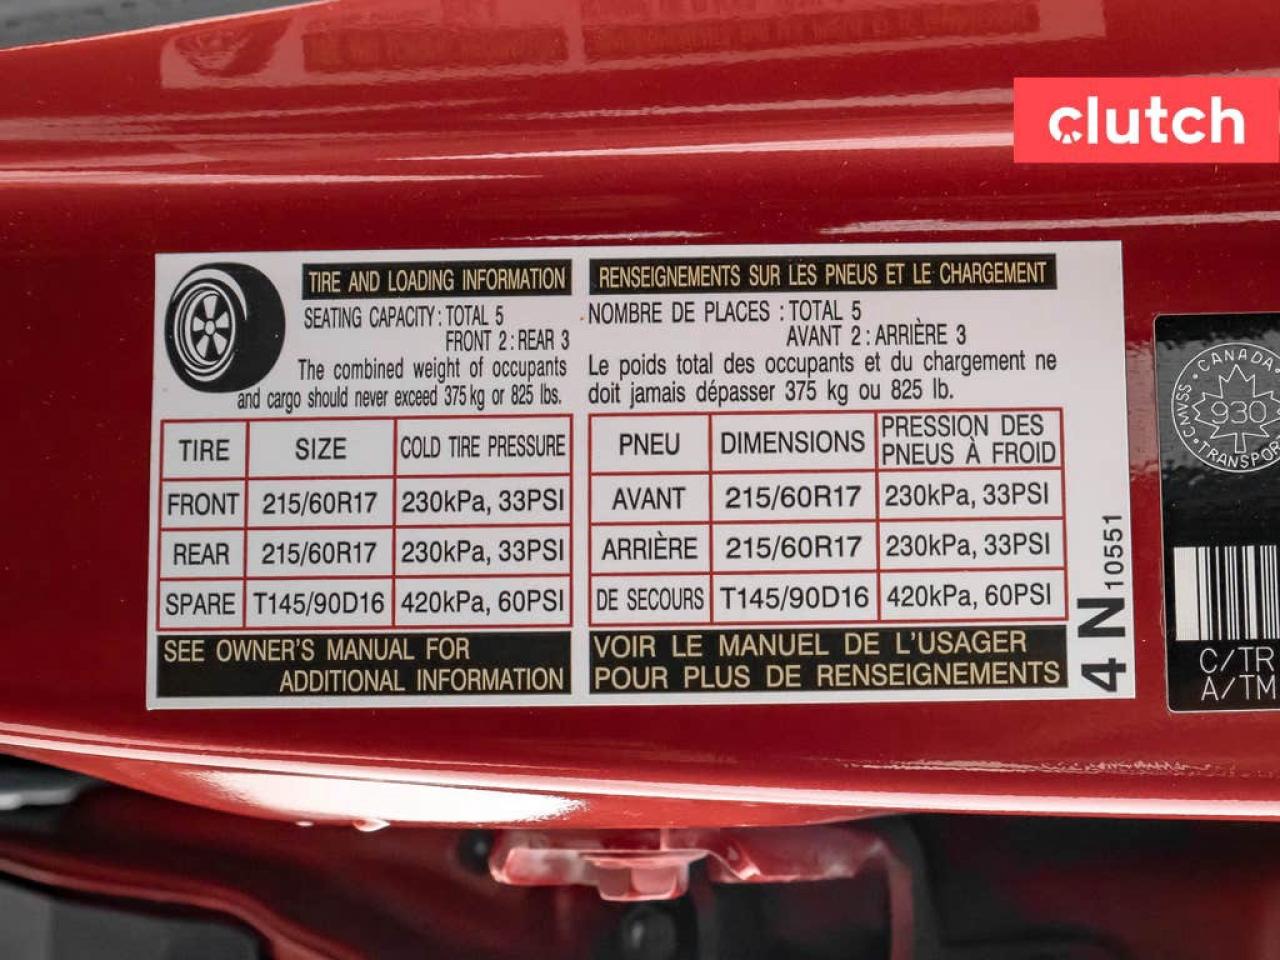 clutch
TIRE AND LOADING INFORMATION
SEATING CAPACITY: TOTAL 5
FRONT 2: REAR 3
The combined weight of occupants
and cargo should never exceed 375 kg or 825 lbs.
TIRE SIZE COLD TIRE PRESSURE
FRONT 215/60R17 230kPa, 33PSI
REAR 215/60R17 230kPa, 33PSI
SPARE T145/90D16 420kPa, 60PSI
SEE OWNER'S MANUAL FOR
ADDITIONAL INFORMATION
RENSEIGNEMENTS SUR LES PNEUS ET LE CHARGEMENT
NOMBRE DE PLACES : TOTAL 5
AVANT 2: ARRIÈRE 3
Le poids total des occupants et du chargement ne
doit jamais dépasser 375 kg ou 825 lb.
PNEU DIMENSIONS PRESSION DES
PNEUS À FROID
AVANT 215/60R17 230kPa, 33PSI
ARRIÈRE 215/60R17 230kPa, 33PSI
DE SECOURS T145/90D16 420kPa, 60PSI
VOIR LE MANUEL DE L'USAGER
POUR PLUS DE RENSEIGNEMENTS
4 N 10551
CANADA
CMVSS
930
TRANSPOR
C/TR
A/TM